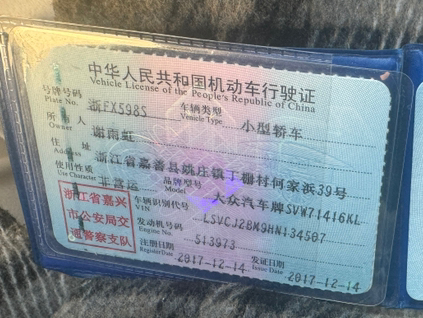 中华人民共和国机动车行驶证
Vehicle License of the People's Republic of China
号牌号码 浙FX598S 车辆类型 小型轿车
Plate No. Vehicle Type
所有人 谢雨虹
Owner
住址 浙江省嘉善县姚庄镇丁栅村何家浜39号
Address
使用性质 非营运 品牌型号 大众汽车牌SVW71416KL
Use Character Model
浙江省嘉兴 车辆识别代号 LSVCJ2BM9HN134507
市公安局交 VIN
通警察支队 发动机号码 513973
Engine No.
注册日期 2017-12-14 发证日期 2017-12-14
Register Date Issue Date